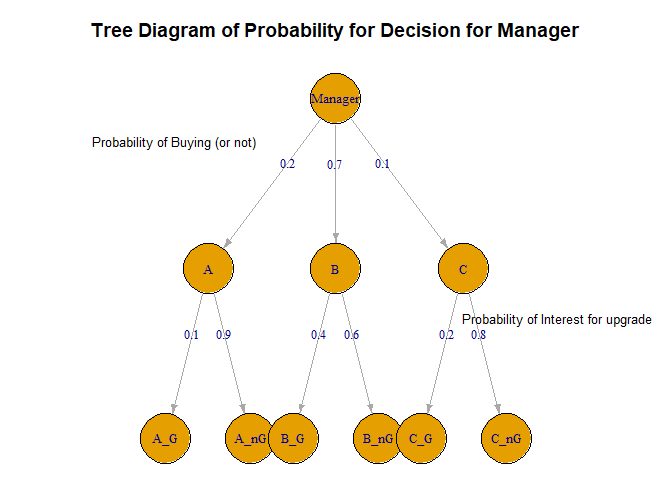 Tree Diagram of Probability for Decision for Manager
Manager
Probability of Buying (or not)
0.2 0.7 0.1
A B C
Probability of Interest for upgrade
0.1 0.9 0.4 0.6 0.2 0.8
A_G A_nG B_G B_nG C_G C_nG